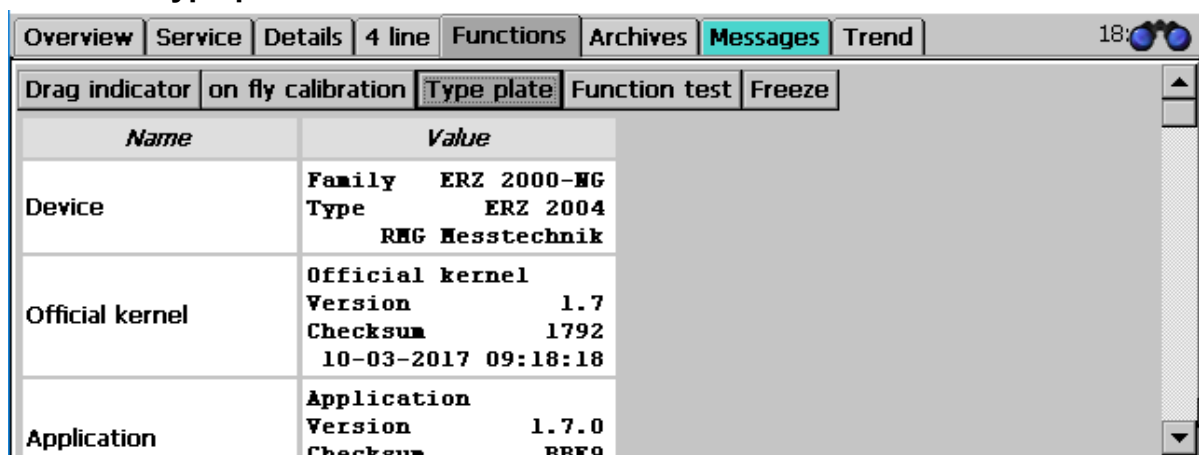 Overview Service Details 4 line Functions Archives Messages Trend 18:
Drag indicator on fly calibration Type plate Function test Freeze
Name Value
Device
Family ERZ 2000-NG
Type ERZ 2004
RMG Messtechnik
Official kernel
Official kernel
Version 1.7
Checksum 1792
10-03-2017 09:18:18
Application
Application
Version 1.7.0
Checksum